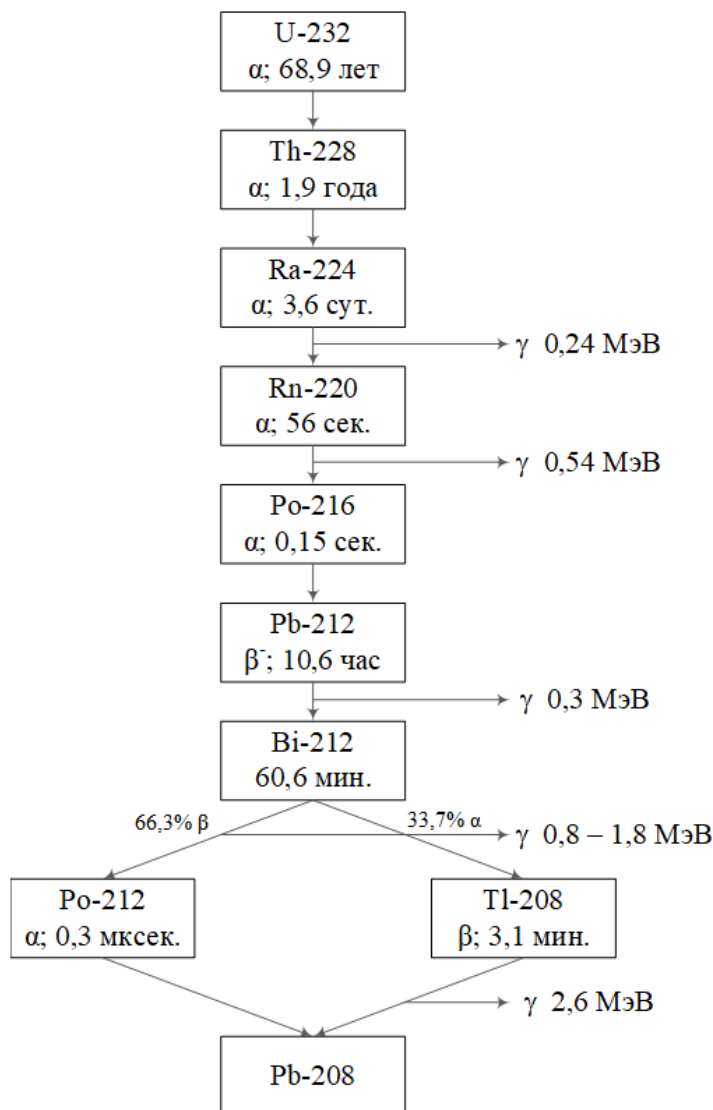 U-232
α; 68,9 лет
Th-228
α; 1,9 года
Ra-224
α; 3,6 сут.
γ 0,24 МэВ
Rn-220
α; 56 сек.
γ 0,54 МэВ
Po-216
α; 0,15 сек.
Pb-212
β⁻; 10,6 час
γ 0,3 МэВ
Bi-212
60,6 мин.
66,3% β
33,7% α
γ 0,8 – 1,8 МэВ
Po-212
α; 0,3 мксек.
Tl-208
β; 3,1 мин.
γ 2,6 МэВ
Pb-208